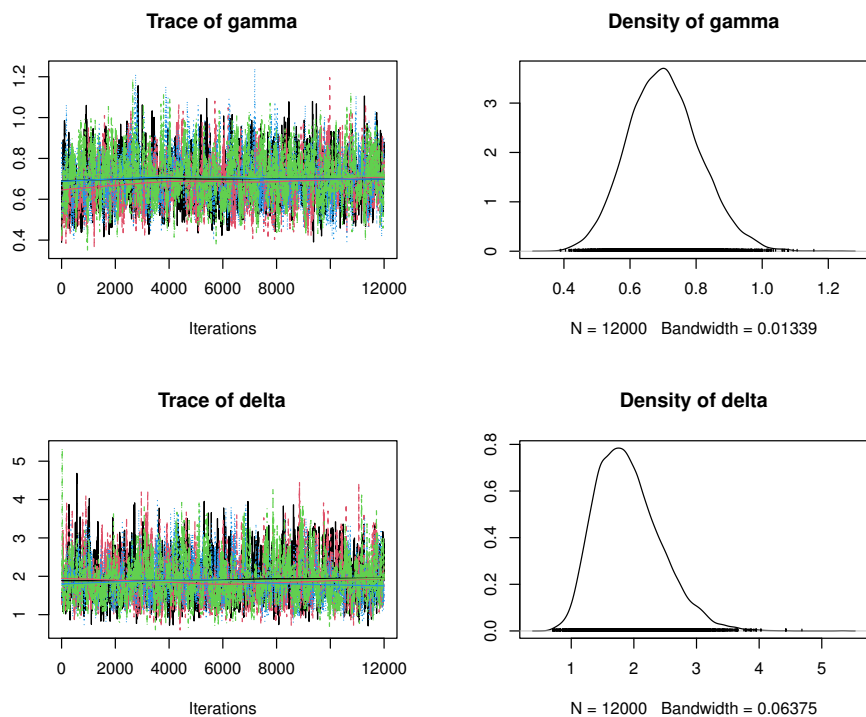 Trace of gamma
1.2
1.0
0.8
0.6
0.4
0 2000 4000 6000 8000 12000
Iterations
Density of gamma
3
2
1
0
0.4 0.6 0.8 1.0 1.2
N = 12000 Bandwidth = 0.01339
Trace of delta
5
4
3
2
1
0 2000 4000 6000 8000 12000
Iterations
Density of delta
0.8
0.6
0.4
0.2
0.0
1 2 3 4 5
N = 12000 Bandwidth = 0.06375